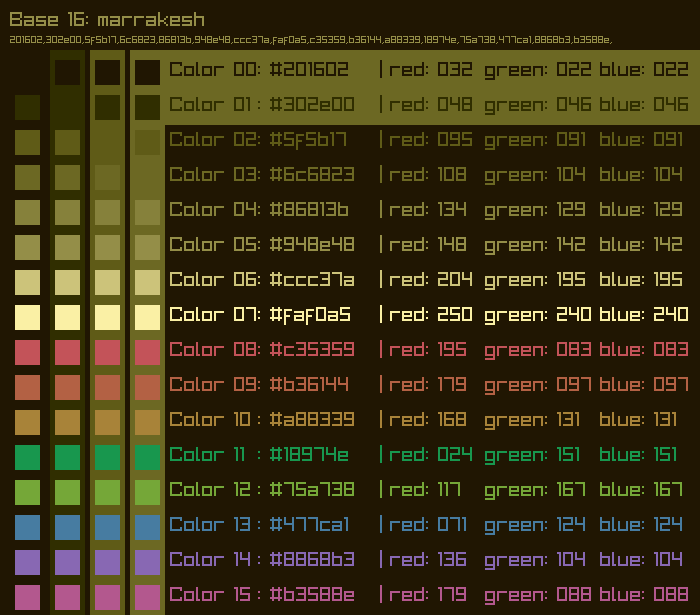 Base 16: marrakesh
201602,302e00,5f5b17,6c6823,86813b,948e48,ccc37a,faf0a5,c35359,b36144,a88339,18974e,75a738,477ca1,8868b3,b3588e,
Color 00: #201602 | red: 032 green: 022 blue: 022
Color 01 : #302e00 | red: 048 green: 046 blue: 046
Color 02: #5f5b17 | red: 095 green: 091 blue: 091
Color 03: #6c6823 | red: 108 green: 104 blue: 104
Color 04: #86813b | red: 134 green: 129 blue: 129
Color 05: #948e48 | red: 148 green: 142 blue: 142
Color 06: #ccc37a | red: 204 green: 195 blue: 195
Color 07: #faf0a5 | red: 250 green: 240 blue: 240
Color 08: #c35359 | red: 195 green: 083 blue: 083
Color 09: #b36144 | red: 179 green: 097 blue: 097
Color 10 : #a88339 | red: 168 green: 131 blue: 131
Color 11 : #18974e | red: 024 green: 151 blue: 151
Color 12 : #75a738 | red: 117 green: 167 blue: 167
Color 13 : #477ca1 | red: 071 green: 124 blue: 124
Color 14 : #8868b3 | red: 136 green: 104 blue: 104
Color 15 : #b3588e | red: 179 green: 088 blue: 088